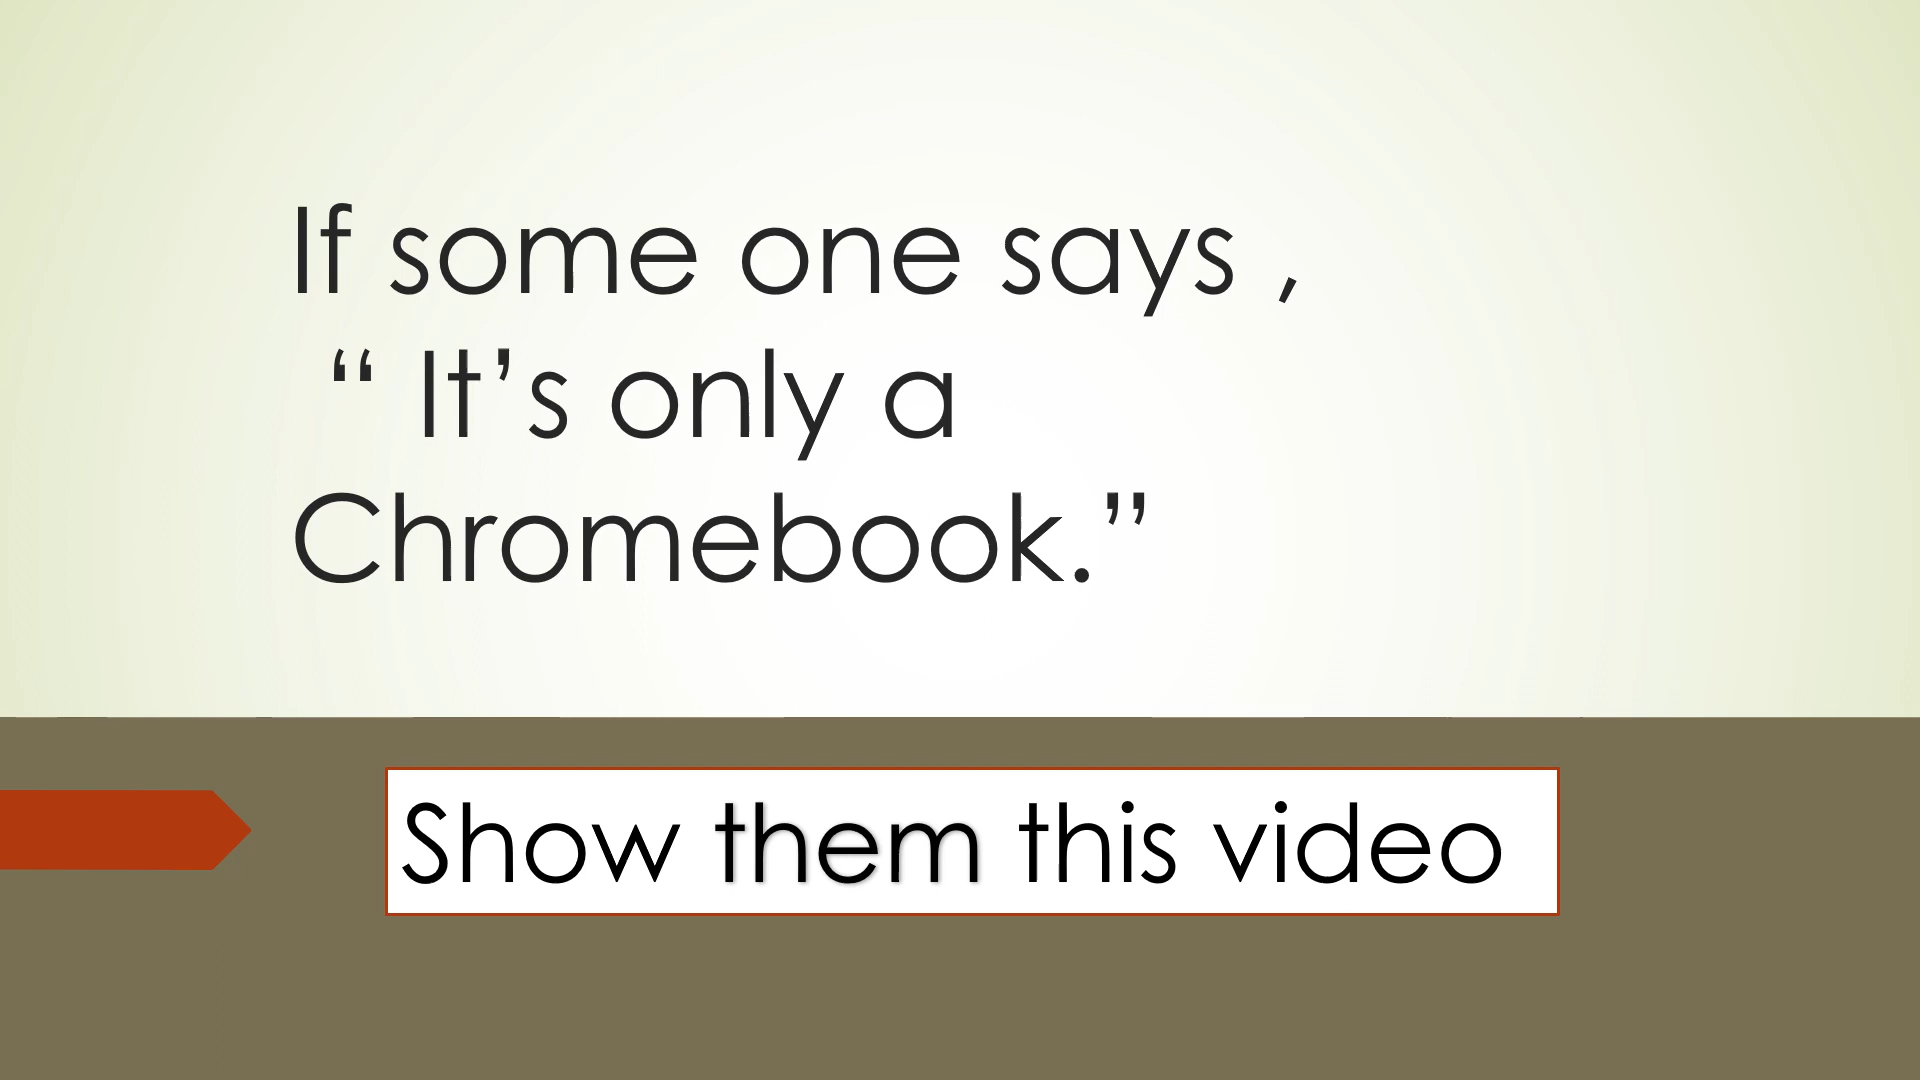 If some one says ,
“ It’s only a
Chromebook.”
Show them this video